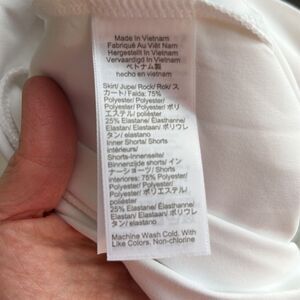 Made In Vietnam
Fabriqué Au Viêt Nam
Hergestellt In Vietnam
Vervaardigd In Vietnam
ベトナム製
hecho en vietnam
Skirt/ Jupe/ Rock/ Rok/ ス
カート/ Falda: 75%
Polyester/ Polyester/
Polyester/ Polyester/ ポリ
エステル/ poliéster
25% Elastane/ Élasthanne/
Elastan/ Elastaan/ ポリウレ
タン/ elastano
Inner Shorts/ Shorts
intérieurs/
Shorts-Innenseite/
Binnenzijde shorts/ イン
ナーショーツ/ Shorts
interiores: 75% Polyester/
Polyester/ Polyester/
Polyester/ ポリエステル/
poliéster
25% Elastane/ Élasthanne/
Elastan/ Elastaan/ ポリウレ
タン/ elastano
Machine Wash Cold, With
Like Colors, Non-chlorine